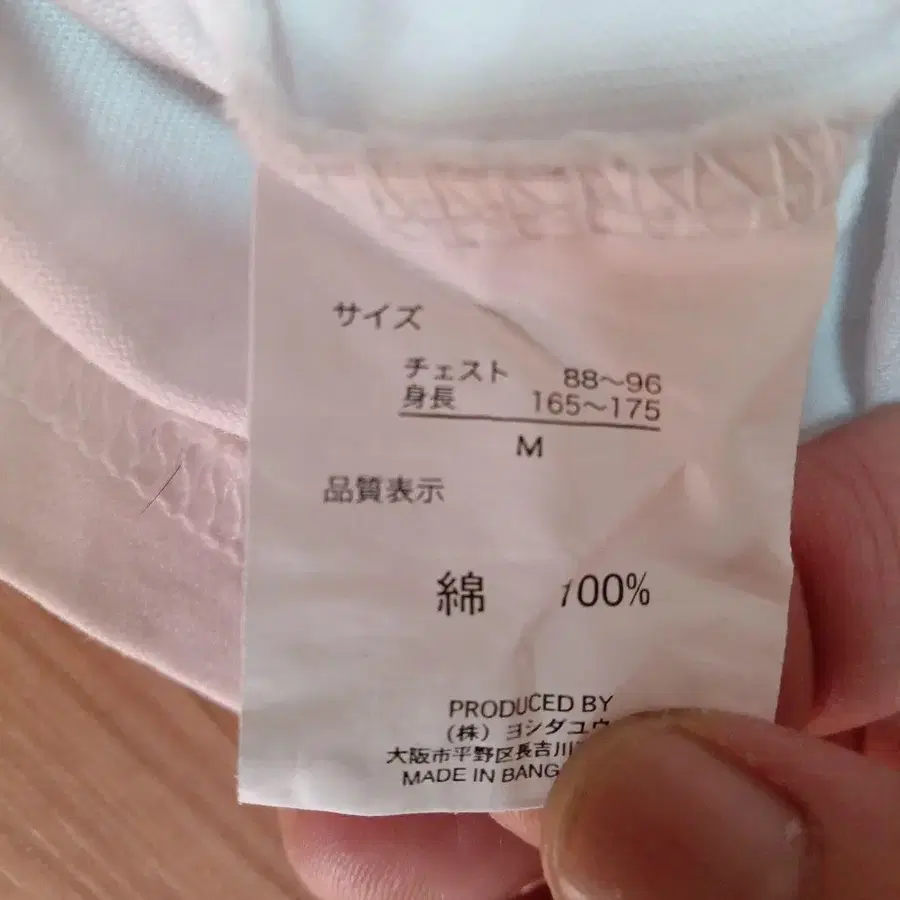 サイズ
チェスト 88～96
身長 165～175
M
品質表示
綿 100%
PRODUCED BY
(株) ヨシダユウ
大阪市平野区長吉川
MADE IN